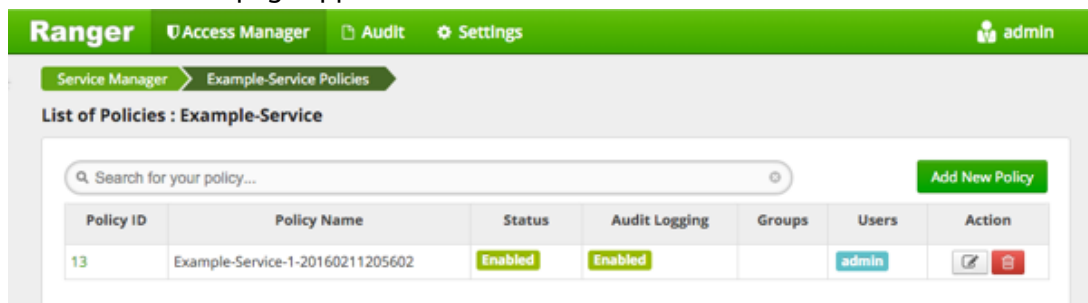 Ranger Access Manager Audit Settings admin
Service Manager Example-Service Policies
List of Policies : Example-Service
Search for your policy... Add New Policy
Policy ID Policy Name Status Audit Logging Groups Users Action
13 Example-Service-1-20160211205602 Enabled Enabled admin